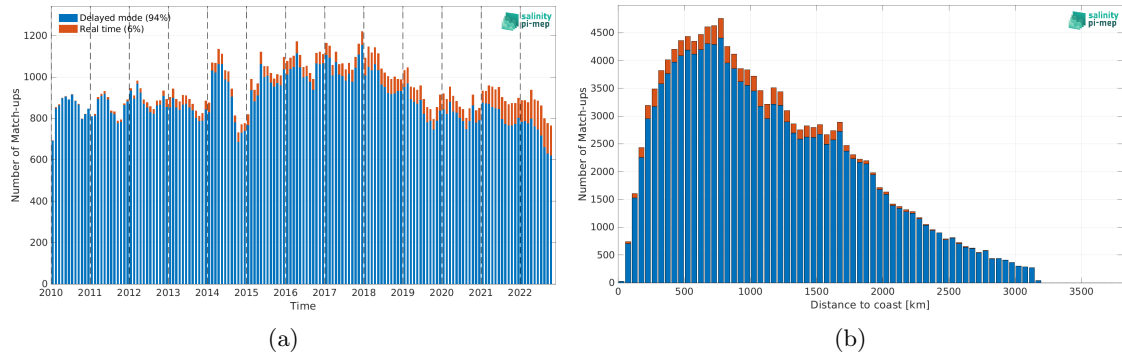 Delayed mode (94%)
Real time (6%)
salinity
pi-mep
Number of Match-ups
1200
1000
800
600
400
200
0
2010 2011 2012 2013 2014 2015 2016 2017 2018 2019 2020 2021 2022
Time
(a)
salinity
pi-mep
Number of Match-ups
4500
4000
3500
3000
2500
2000
1500
1000
500
0
0 500 1000 1500 2000 2500 3000 3500
Distance to coast [km]
(b)